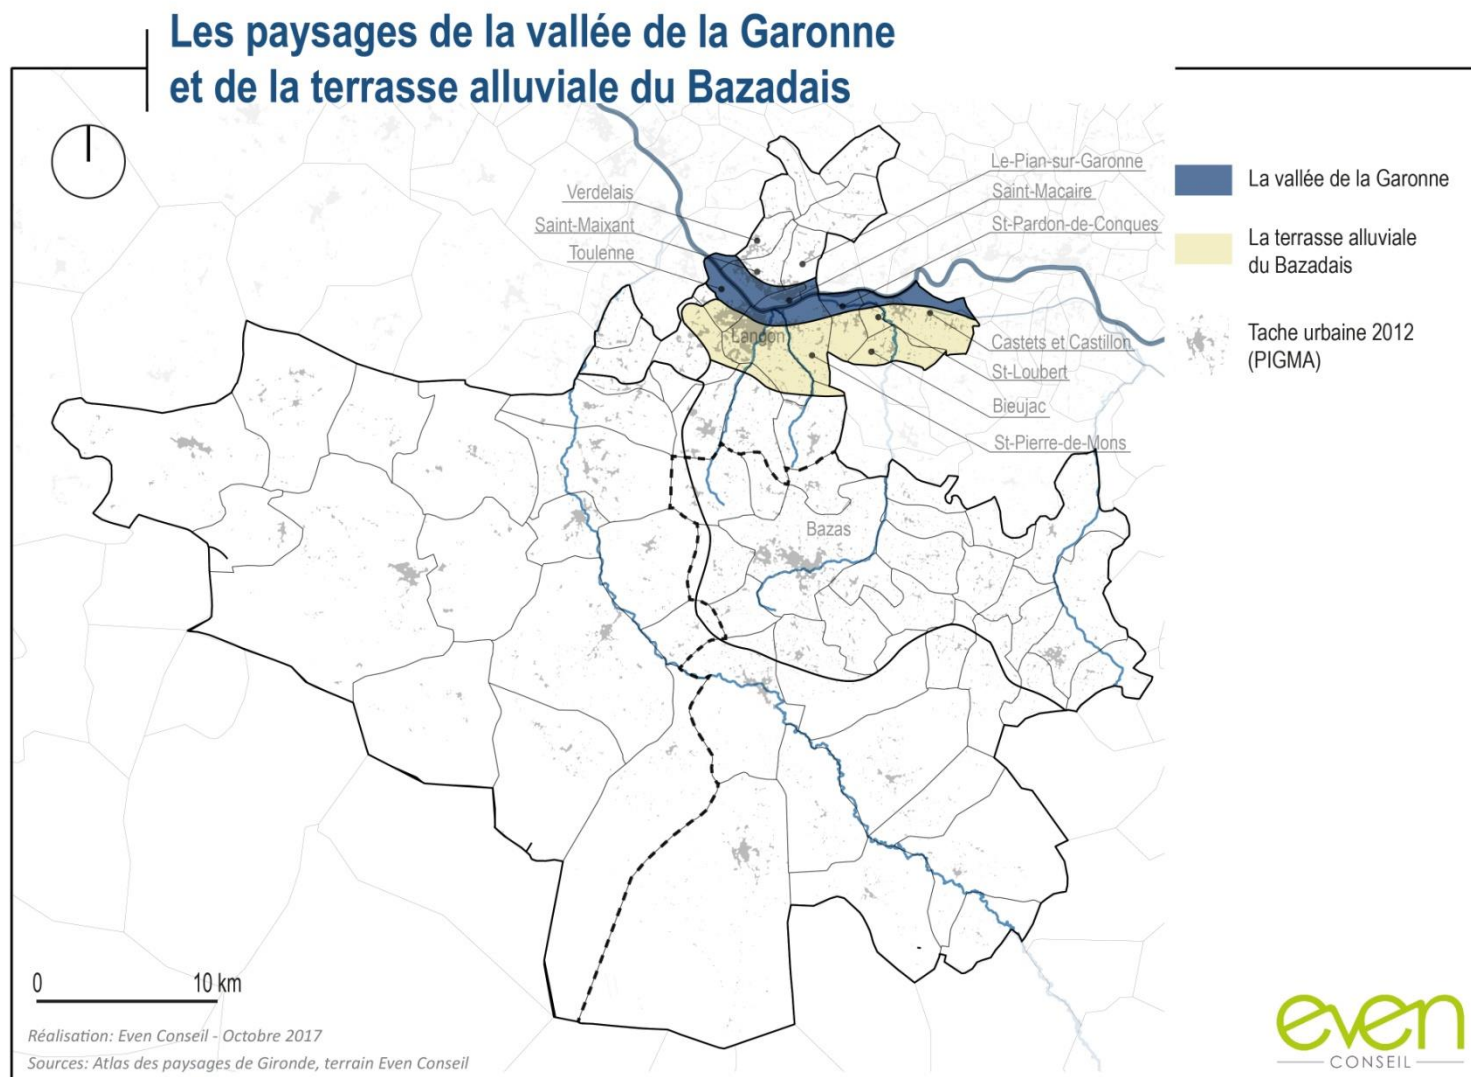 Les paysages de la vallée de la Garonne
et de la terrasse alluviale du Bazadais
Le-Pian-sur-Garonne
Verdelais
Saint-Macaire
Saint-Maixant
St-Pardon-de-Conques
Toulenne
Langon
Castets et Castillon
St-Loubert
Bieujac
St-Pierre-de-Mons
Bazas
La vallée de la Garonne
La terrasse alluviale
du Bazadais
Tache urbaine 2012
(PIGMA)
0 10 km
Réalisation: Even Conseil - Octobre 2017
Sources: Atlas des paysages de Gironde, terrain Even Conseil
even
CONSEIL